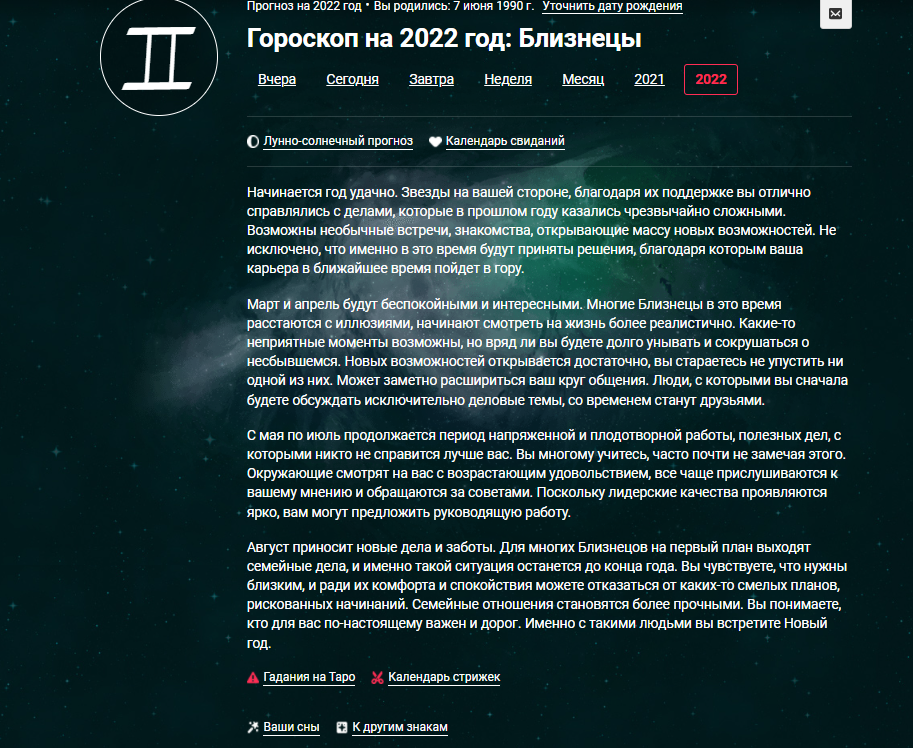 Прогноз на 2022 год • Вы родились: 7 июня 1990 г. Уточнить дату рождения
Гороскоп на 2022 год: Близнецы
Вчера Сегодня Завтра Неделя Месяц 2021 2022
Лунно-солнечный прогноз Календарь свиданий
Начинается год удачно. Звезды на вашей стороне, благодаря их поддержке вы отлично
справлялись с делами, которые в прошлом году казались чрезвычайно сложными.
Возможны необычные встречи, знакомства, открывающие массу новых возможностей. Не
исключено, что именно в это время будут приняты решения, благодаря которым ваша
карьера в ближайшее время пойдет в гору.
Март и апрель будут беспокойными и интересными. Многие Близнецы в это время
расстаются с иллюзиями, начинают смотреть на жизнь более реалистично. Какие-то
неприятные моменты возможны, но вряд ли вы будете долго унывать и сокрушаться о
несбывшемся. Новых возможностей открывается достаточно, вы стараетесь не упустить ни
одной из них. Может заметно расшириться ваш круг общения. Люди, с которыми вы сначала
будете обсуждать исключительно деловые темы, со временем станут друзьями.
С мая по июль продолжается период напряженной и плодотворной работы, полезных дел, с
которыми никто не справится лучше вас. Вы многому учитесь, часто почти не замечая этого.
Окружающие смотрят на вас с возрастающим удовольствием, все чаще прислушиваются к
вашему мнению и обращаются за советами. Поскольку лидерские качества проявляются
ярко, вам могут предложить руководящую работу.
Август приносит новые дела и заботы. Для многих Близнецов на первый план выходят
семейные дела, и именно такой ситуация останется до конца года. Вы чувствуете, что нужны
близким, и ради их комфорта и спокойствия можете отказаться от каких-то смелых планов,
рискованных начинаний. Семейные отношения становятся более прочными. Вы понимаете,
кто для вас по-настоящему важен и дорог. Именно с такими людьми вы встретите Новый
год.
Гадания на Таро Календарь стрижек
Ваши сны К другим знакам